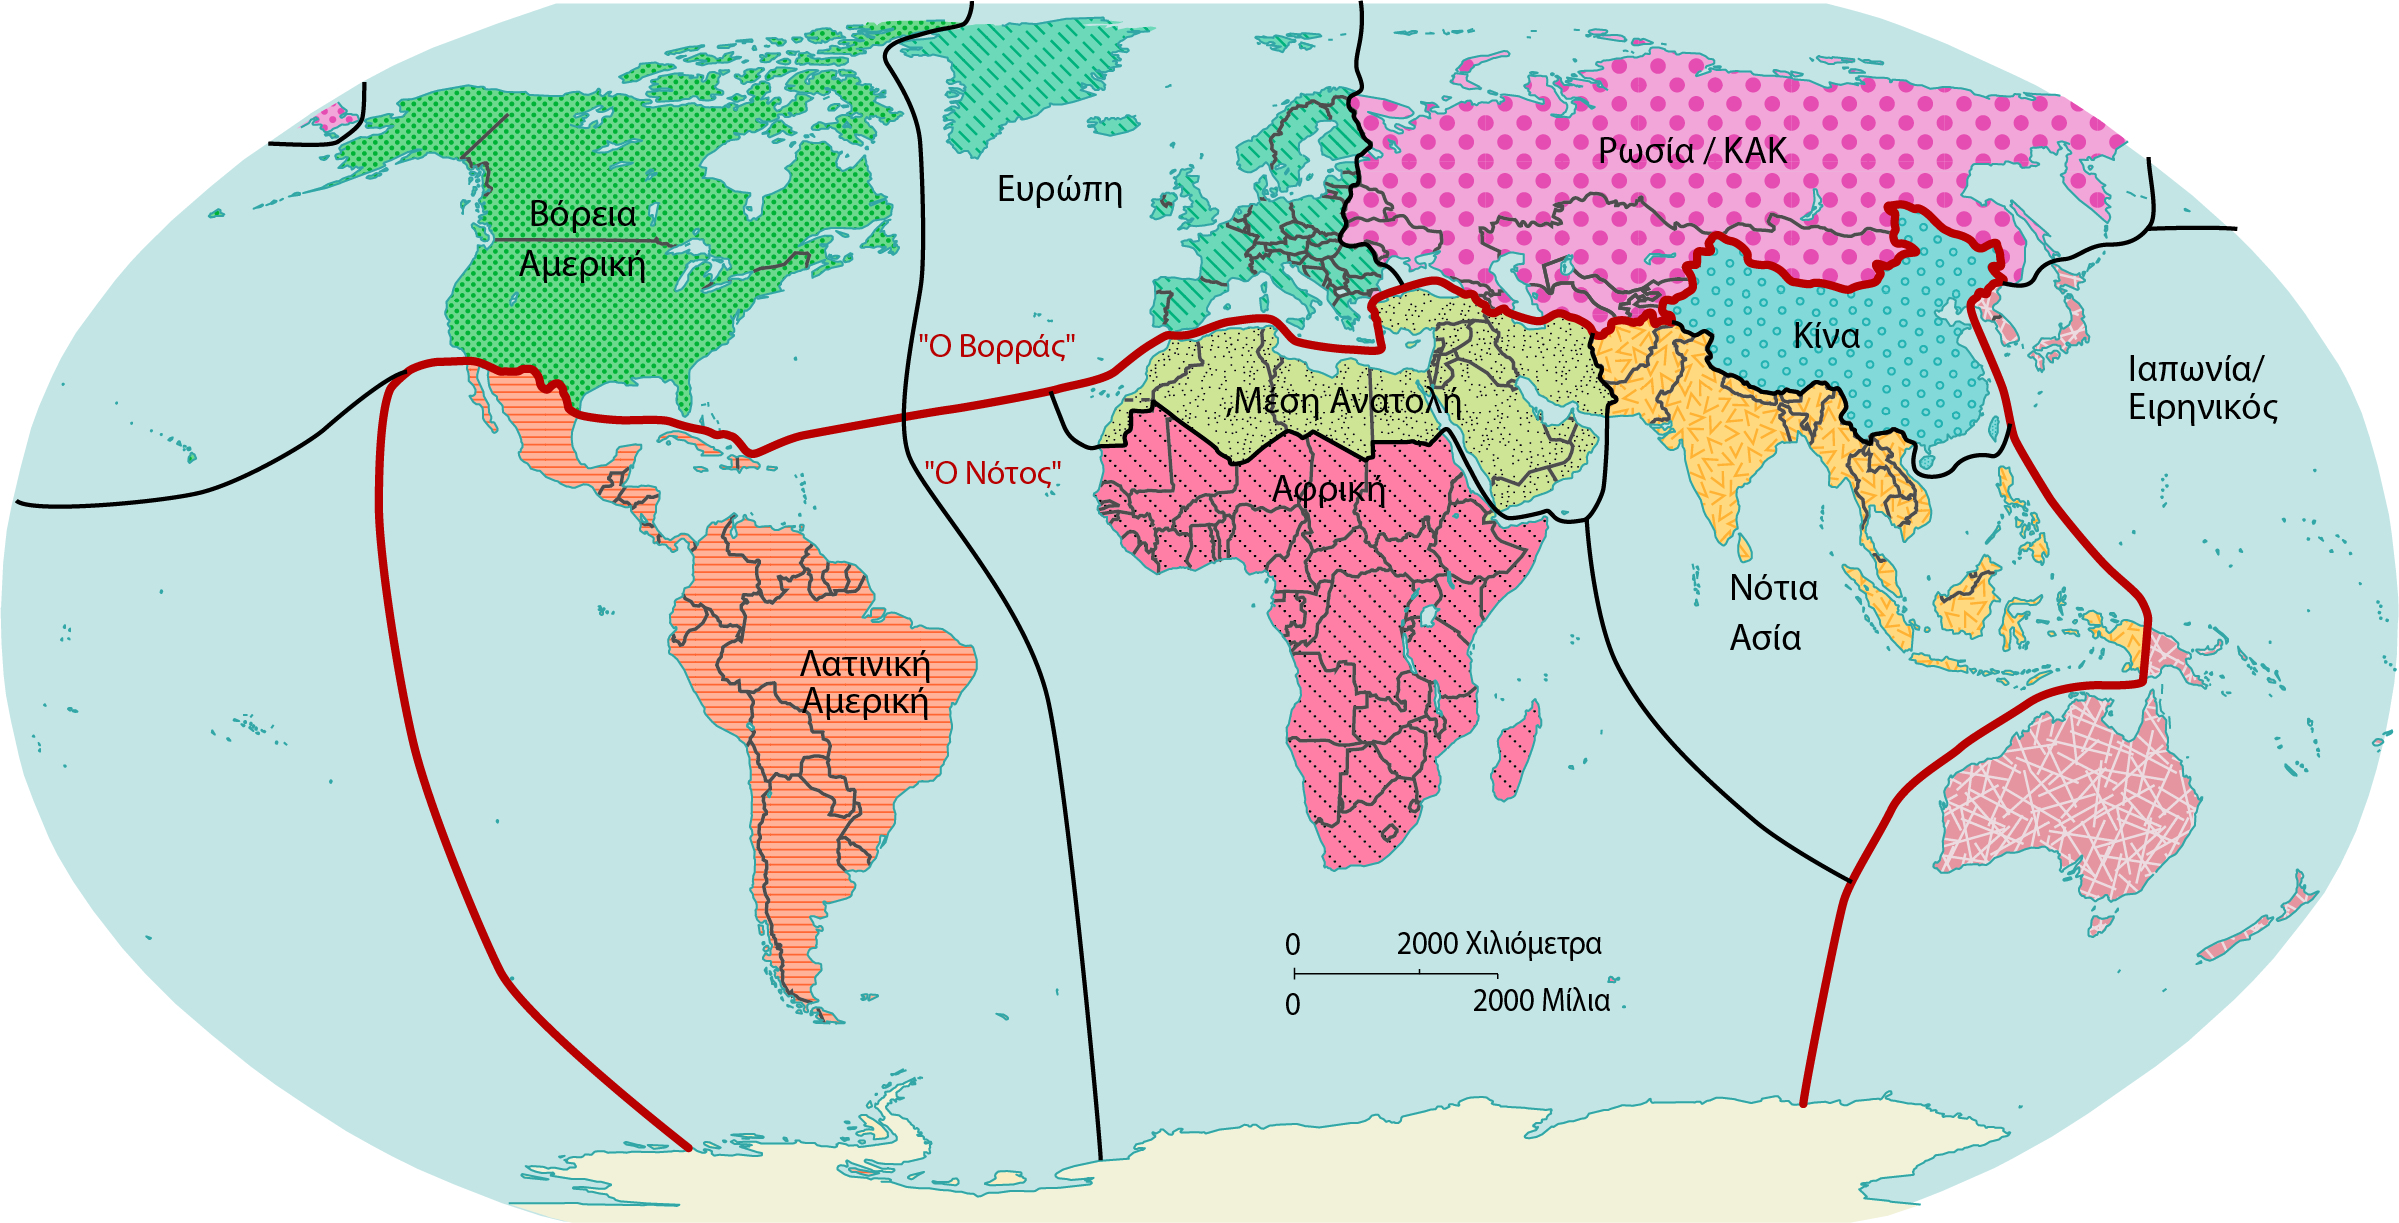 Βόρεια
Αμερική
Ευρώπη
Ρωσία / ΚΑΚ
"Ο Βορράς"
"Ο Νότος"
,Μέση Ανατολή
Κίνα
Ιαπωνία/
Ειρηνικός
Αφρική
Νότια
Ασία
Λατινική
Αμερική
0 2000 Χιλιόμετρα
0 2000 Μίλια